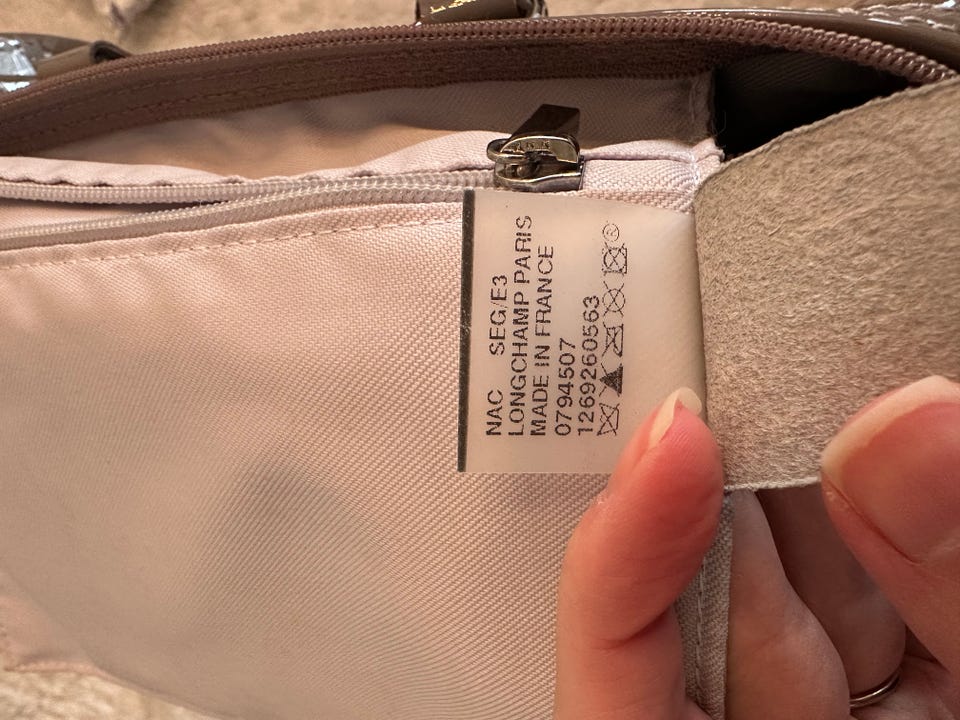 NAC SEG/E3
LONGCHAMP PARIS
MADE IN FRANCE
0794507
1269260563